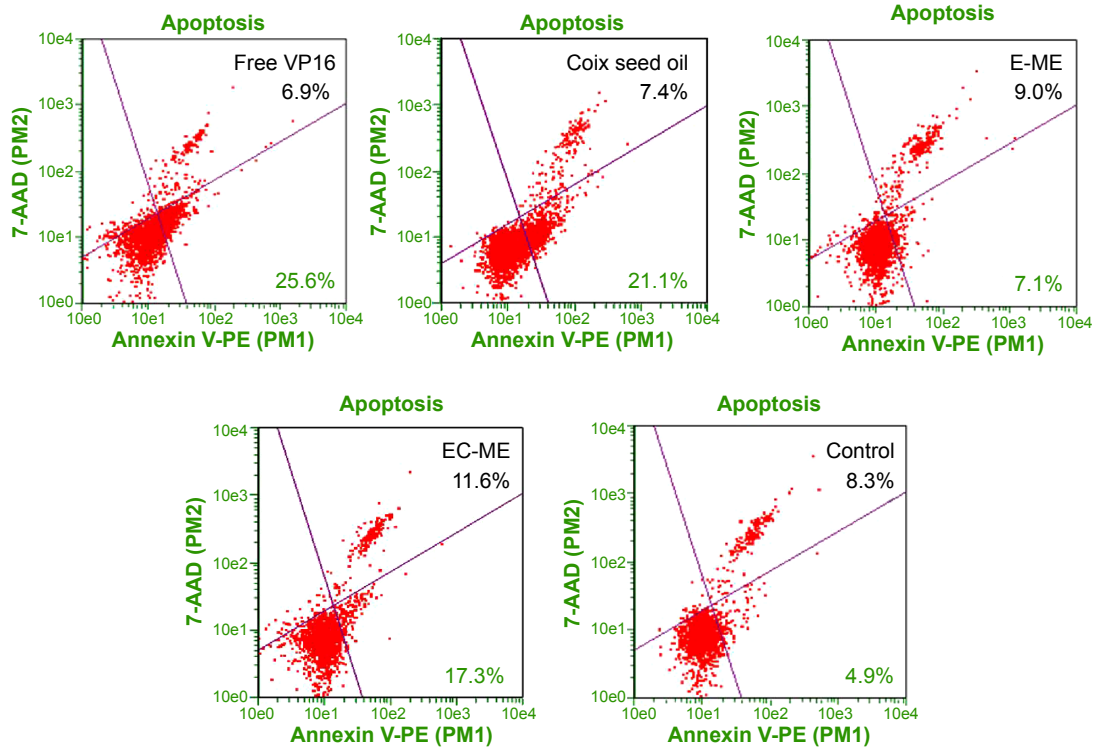 Apoptosis
10e4
Free VP16
6.9%
10e3
7-AAD (PM2)
10e2
10e1
25.6%
10e0
10e0 10e1 10e2 10e3 10e4
Annexin V-PE (PM1)
Apoptosis
10e4
Coix seed oil
7.4%
10e3
7-AAD (PM2)
10e2
10e1
21.1%
10e0
10e0 10e1 10e2 10e3 10e4
Annexin V-PE (PM1)
Apoptosis
10e4
E-ME
9.0%
10e3
7-AAD (PM2)
10e2
10e1
7.1%
10e0
10e0 10e1 10e2 10e3 10e4
Annexin V-PE (PM1)
Apoptosis
10e4
EC-ME
11.6%
10e3
7-AAD (PM2)
10e2
10e1
17.3%
10e0
10e0 10e1 10e2 10e3 10e4
Annexin V-PE (PM1)
Apoptosis
10e4
Control
8.3%
10e3
7-AAD (PM2)
10e2
10e1
4.9%
10e0
10e0 10e1 10e2 10e3 10e4
Annexin V-PE (PM1)